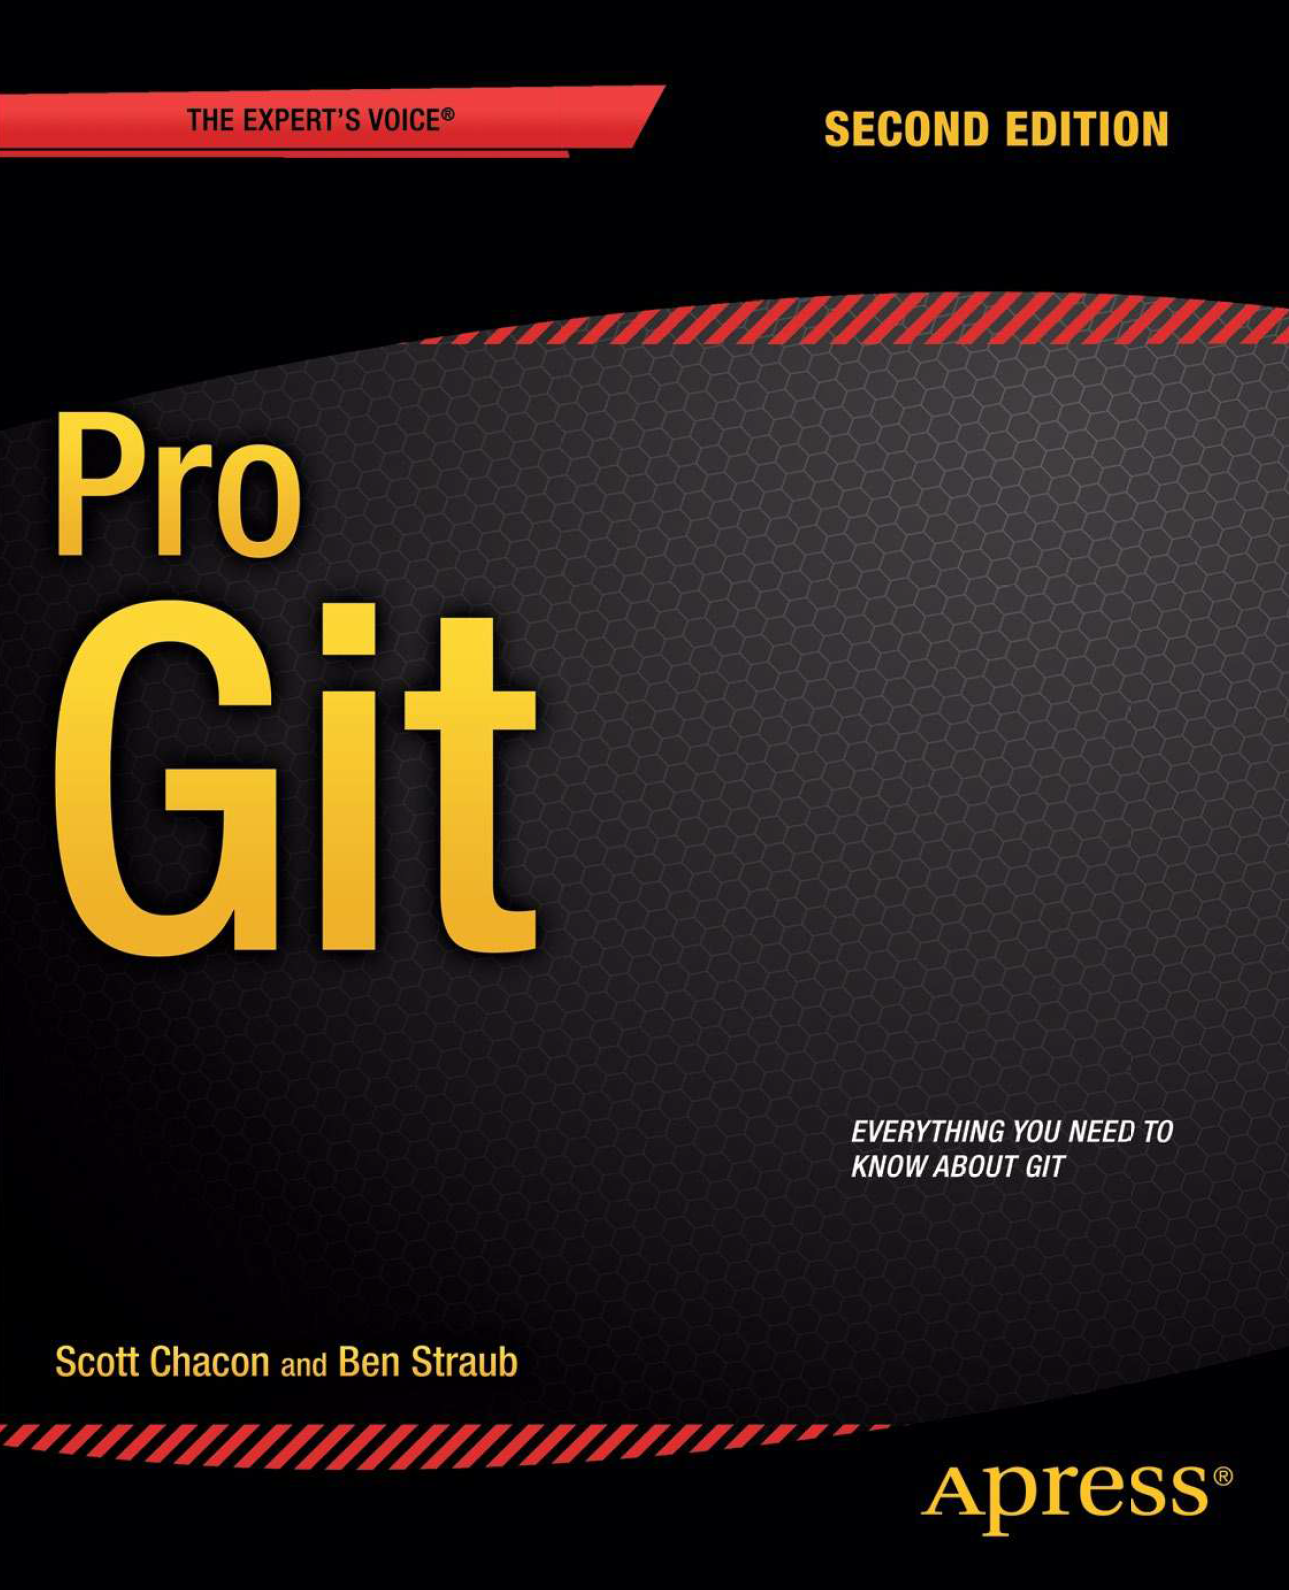 THE EXPERT'S VOICE®
SECOND EDITION
Pro
Git
EVERYTHING YOU NEED TO
KNOW ABOUT GIT
Scott Chacon and Ben Straub
Apress®